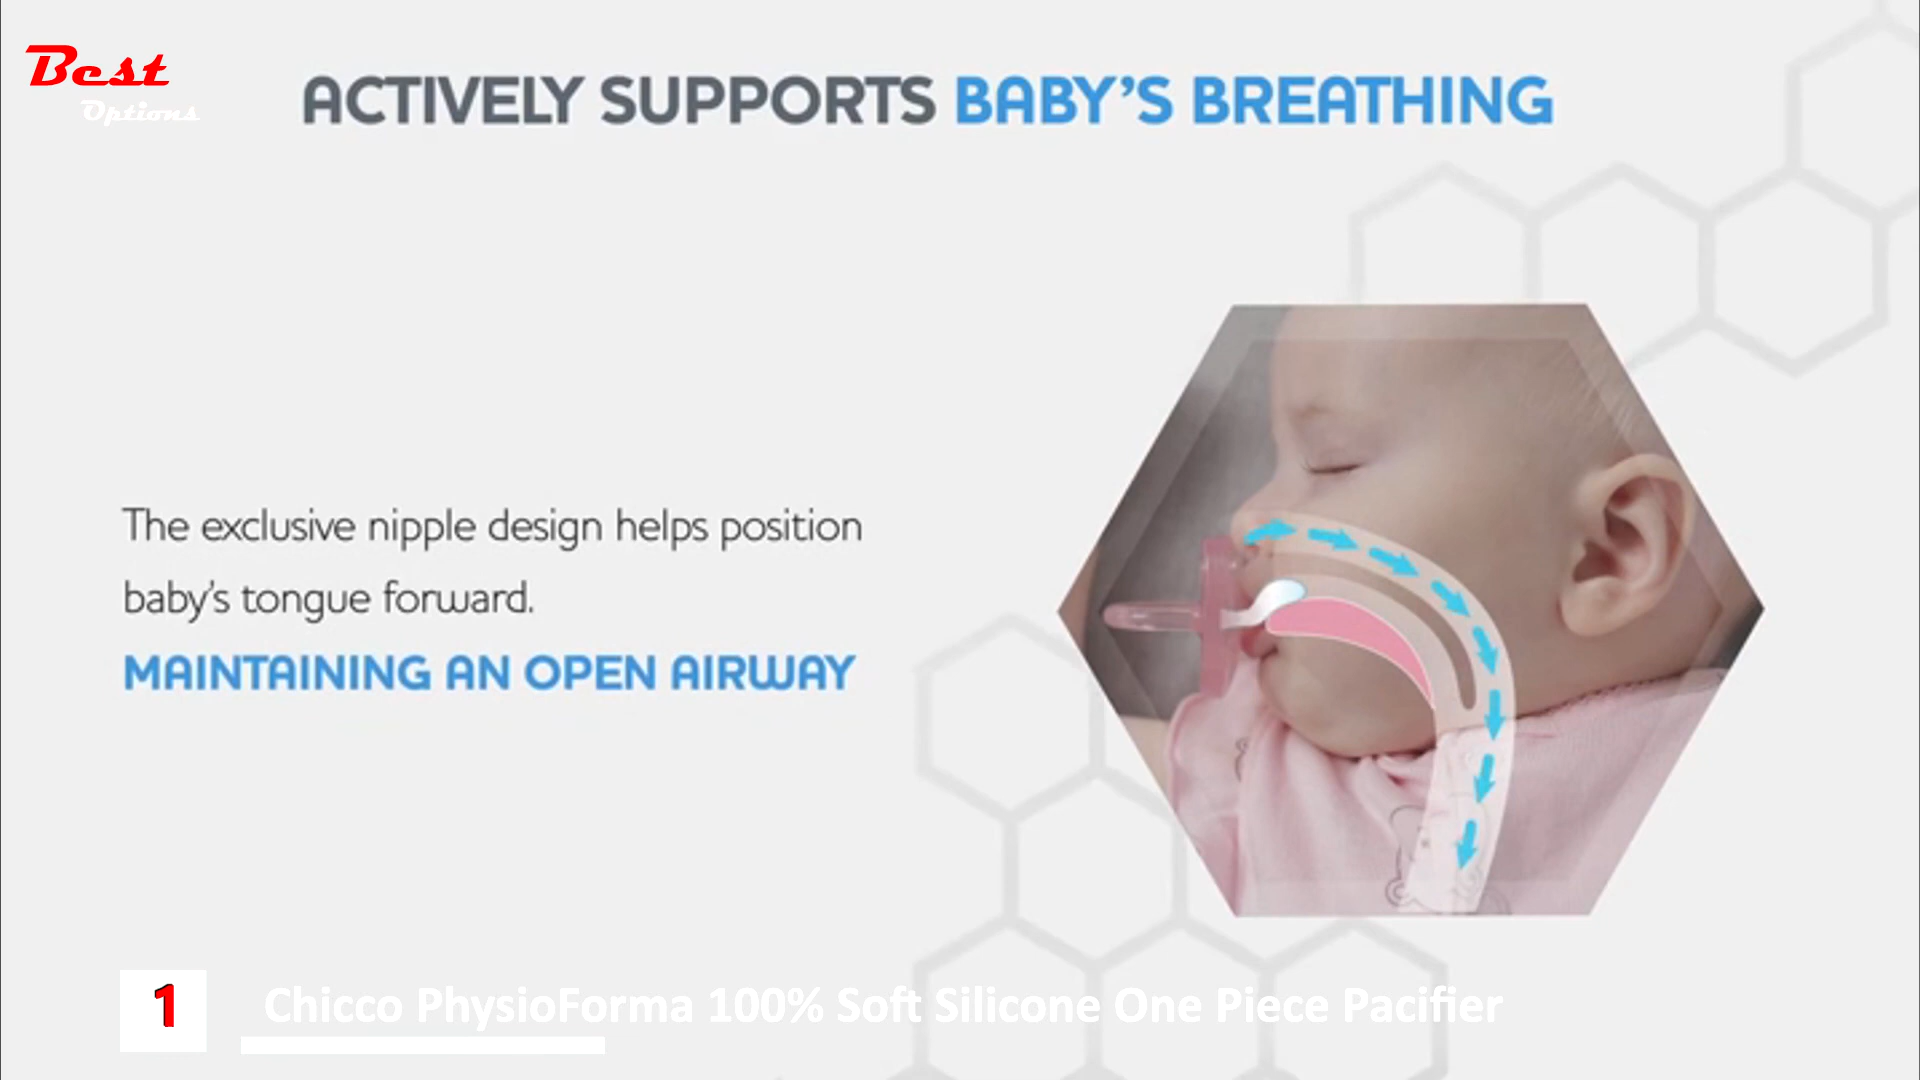 Best
Options
ACTIVELY SUPPORTS BABY'S BREATHING
The exclusive nipple design helps position
baby's tongue forward.
MAINTAINING AN OPEN AIRWAY
1
Chicco PhysioForma 100% Soft Silicone One Piece Pacifier